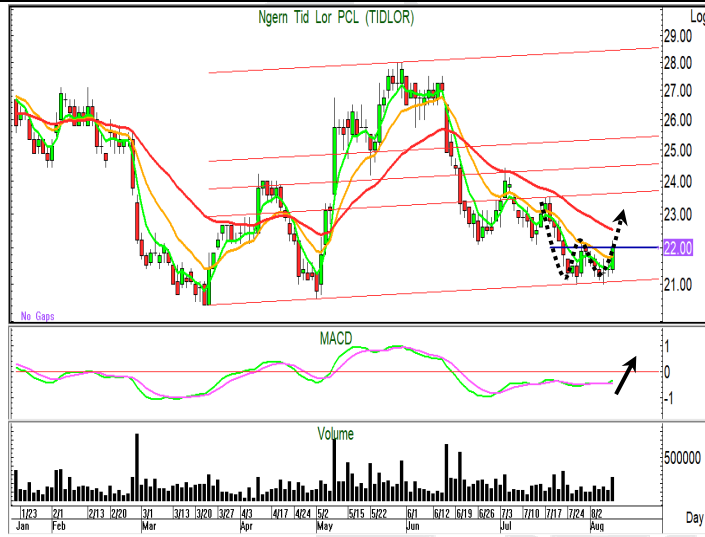 Ngern Tid Lor PCL (TIDLOR)
Log
29.00
28.00
27.00
26.00
25.00
24.00
23.00
22.00
21.00
No Gaps
MACD
1
0
-1
Volume
500000
1/23 2/1 2/13 2/20 3/1 3/13 3/20 3/27 4/3 4/17 4/24 5/2 5/15 5/22 6/1 6/12 6/19 6/26 7/3 7/10 7/17 7/24 8/2
Day
Jan Feb Mar Apr May Jun Jul Aug